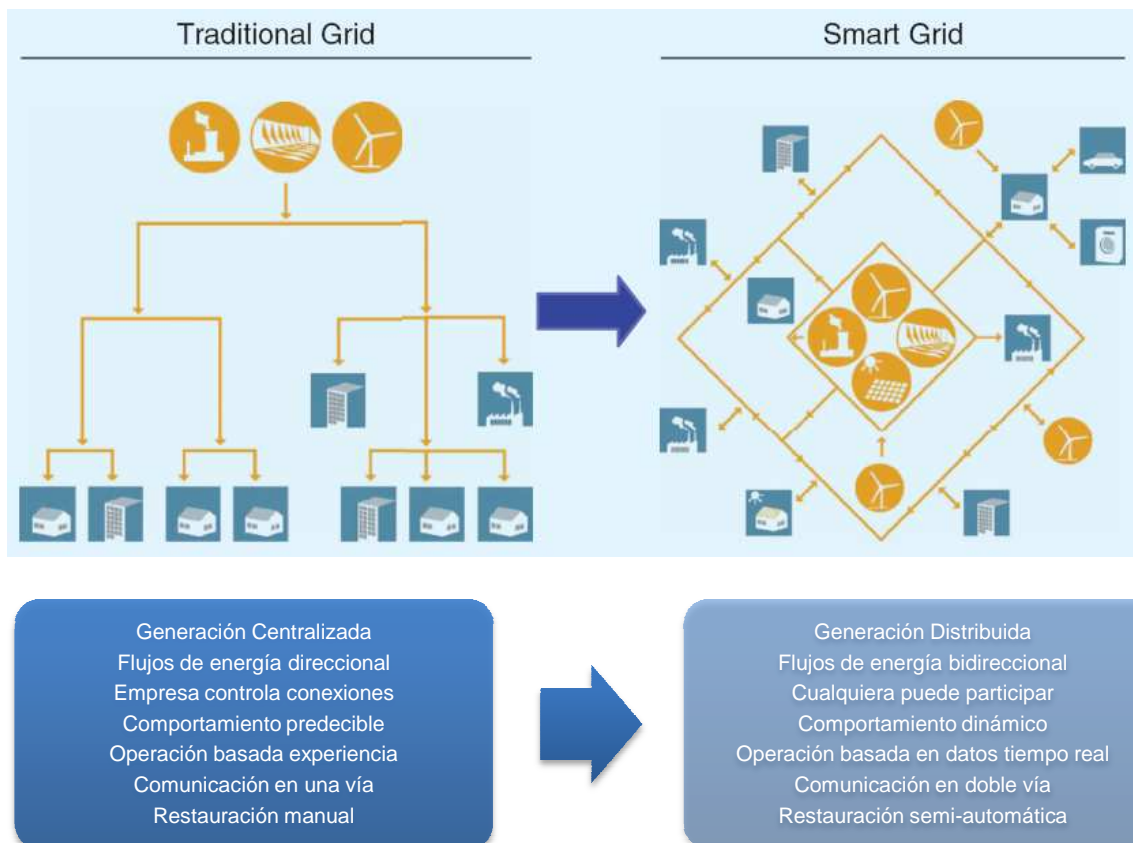 Traditional Grid
Smart Grid
Generación Centralizada
Flujos de energía direccional
Empresa controla conexiones
Comportamiento predecible
Operación basada experiencia
Comunicación en una vía
Restauración manual
Generación Distribuida
Flujos de energía bidireccional
Cualquiera puede participar
Comportamiento dinámico
Operación basada en datos tiempo real
Comunicación en doble vía
Restauración semi-automática